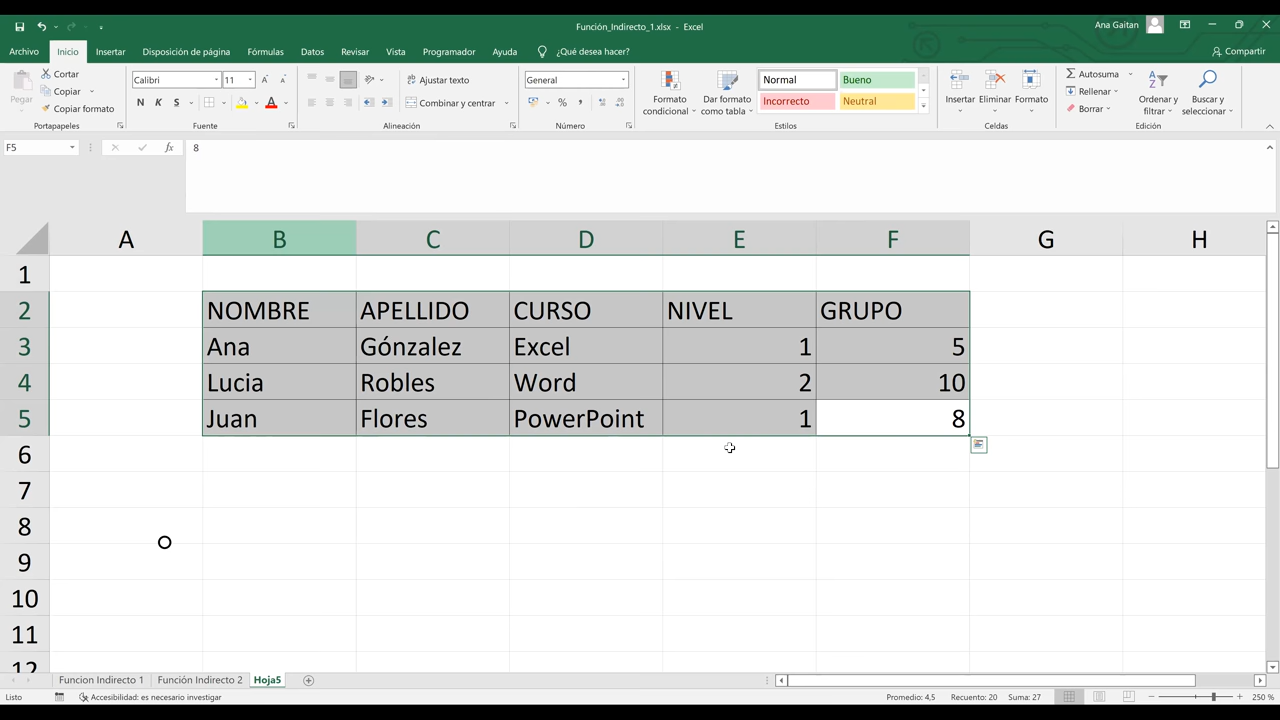 Función_Indirecto_1.xlsx - Excel
Ana Gaitan
Archivo Inicio Insertar Disposición de página Fórmulas Datos Revisar Vista Programador Ayuda ¿Qué desea hacer? Compartir
Pegar
Cortar
Copiar
Copiar formato
Portapapeles
Calibri 11 A A
N K S A
Fuente
Ajustar texto
Combinar y centrar
Alineación
General
%
Número
Formato
condicional
Dar formato
como tabla
Normal Bueno
Incorrecto Neutral
Estilos
Insertar Eliminar Formato
Celdas
Autosuma
Rellenar
Borrar
Ordenar y
filtrar
Buscar y
seleccionar
Edición
F5 fx 8
A B C D E F G H
1
2 NOMBRE APELLIDO CURSO NIVEL GRUPO
3 Ana Gónzalez Excel 1 5
4 Lucia Robles Word 2 10
5 Juan Flores PowerPoint 1 8
6
7
8
9
10
11
12
Funcion Indirecto 1 Función Indirecto 2 Hoja5
Listo Accesibilidad: es necesario investigar Promedio: 4,5 Recuento: 20 Suma: 27 250 %